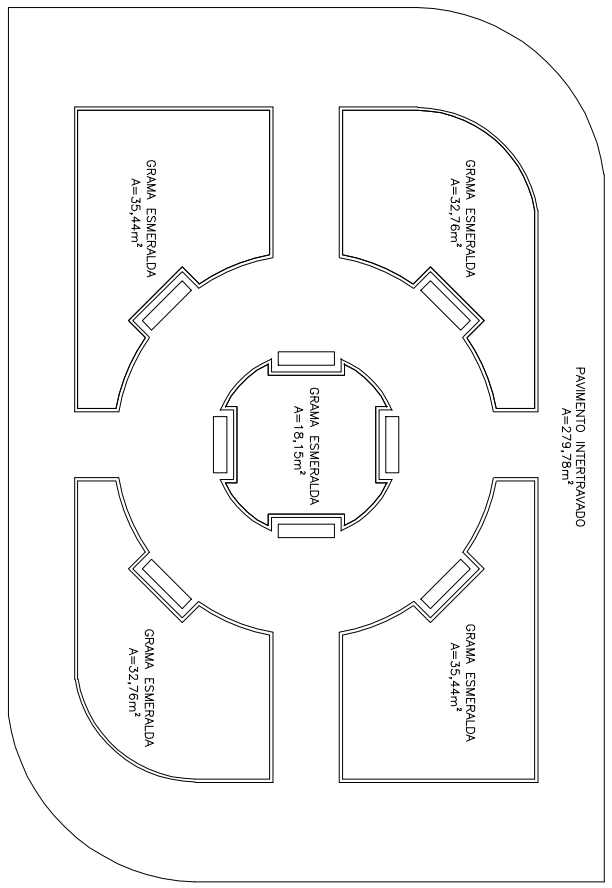 GRAMA ESMERALDA
A=35,44m²
GRAMA ESMERALDA
A=32,76m²
PAVIMENTO INTERTRAVADO
A=279,78m²
GRAMA ESMERALDA
A=18,15m²
GRAMA ESMERALDA
A=32,76m²
GRAMA ESMERALDA
A=35,44m²